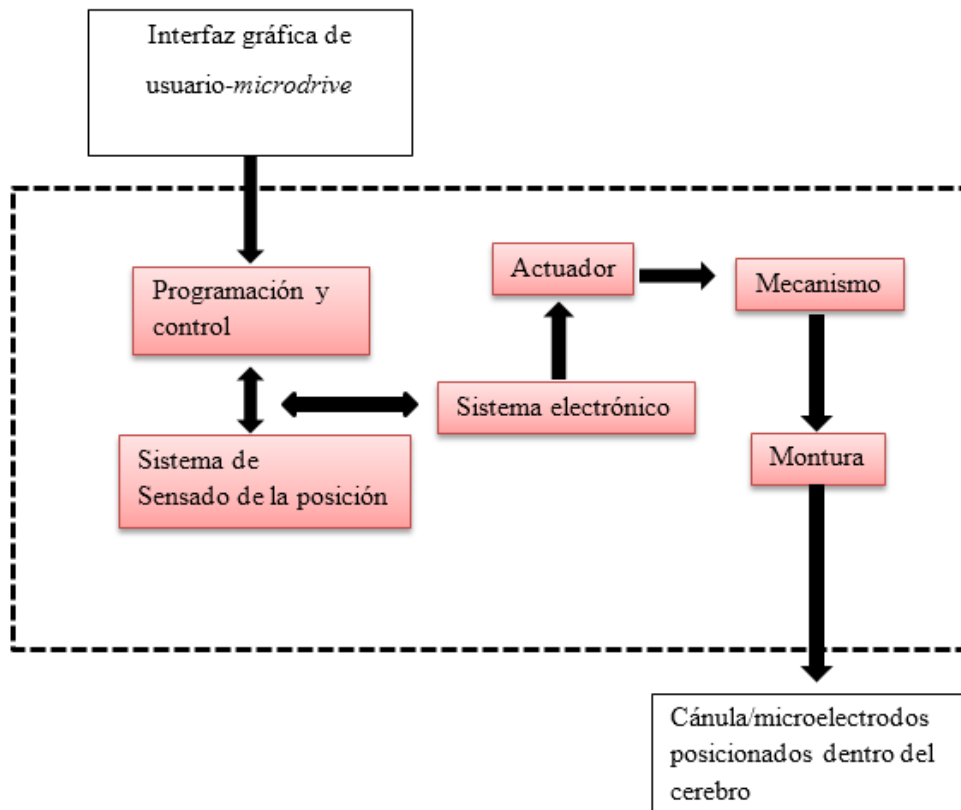 Interfaz gráfica de
usuario-microdrive
Programación y
control
Sistema de
Sensado de la posición
Actuador
Sistema electrónico
Mecanismo
Montura
Cánula/microelectrodos
posicionados dentro del
cerebro